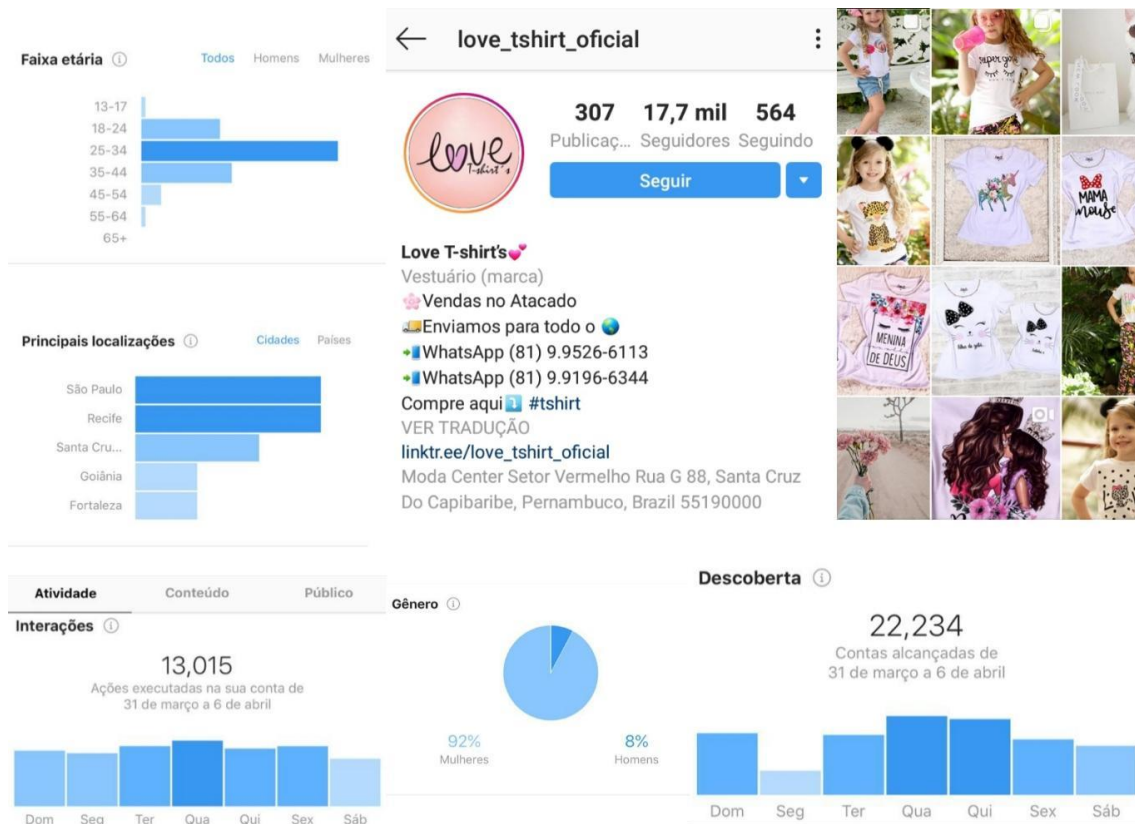 Faixa etária
Todos Homens Mulheres
13-17
18-24
25-34
35-44
45-54
55-64
65+
Principais localizações
Cidades Países
São Paulo
Recife
Santa Cru...
Goiânia
Fortaleza
love_tshirt_oficial
love
T-shirt's
307 17,7 mil 564
Publicaç... Seguidores Seguindo
Seguir
Love T-shirt's💕
Vestuário (marca)
🌸Vendas no Atacado
🚚Enviamos para todo o 🌎
📲WhatsApp (81) 9.9526-6113
📲WhatsApp (81) 9.9196-6344
Compre aqui⤵️ #tshirt
VER TRADUÇÃO
linktr.ee/love_tshirt_oficial
Moda Center Setor Vermelho Rua G 88, Santa Cruz
Do Capibaribe, Pernambuco, Brazil 55190000
super gata
MAMA
mouse
MENINA
DE DEUS
Atividade Conteúdo Público
Interações
13,015
Ações executadas na sua conta de
31 de março a 6 de abril
Dom Seg Ter Qua Qui Sex Sáb
Gênero
92% 8%
Mulheres Homens
Descoberta
22,234
Contas alcançadas de
31 de março a 6 de abril
Dom Seg Ter Qua Qui Sex Sáb